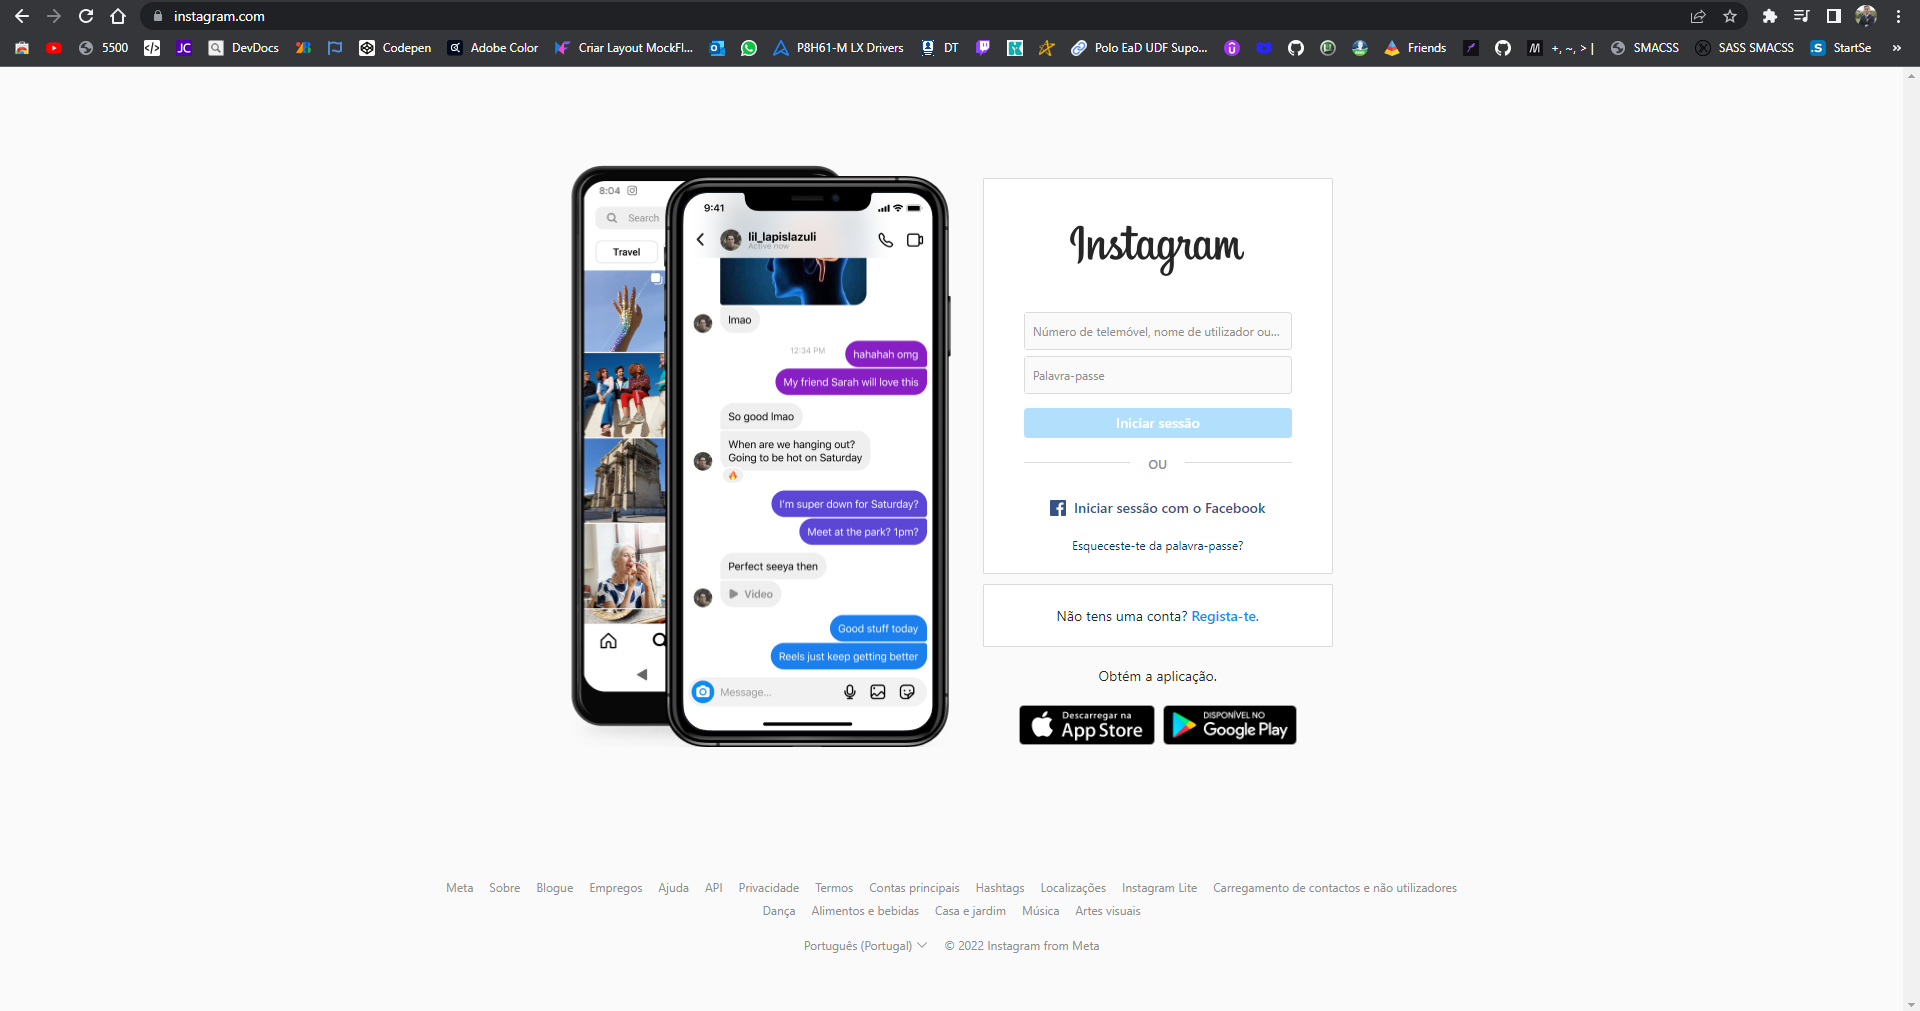 instagram.com
5500
JC
DevDocs
Codepen
Adobe Color
Criar Layout MockFl...
P8H61-M LX Drivers
DT
Polo EaD UDF Supo...
Friends
+, ~, > |
SMACSS
SASS SMACSS
StartSe
»
8:04
Search
Travel
9:41
lil_lapislazuli
Active now
lmao
12:34 PM
hahahah omg
My friend Sarah will love this
So good lmao
When are we hanging out?
Going to be hot on Saturday
I'm super down for Saturday?
Meet at the park? 1pm?
Perfect seeya then
Video
Good stuff today
Reels just keep getting better
Message...
Instagram
Número de telemóvel, nome de utilizador ou...
Palavra-passe
Iniciar sessão
OU
Iniciar sessão com o Facebook
Esqueceste-te da palavra-passe?
Não tens uma conta? Regista-te.
Obtém a aplicação.
Descarregar na
App Store
DISPONÍVEL NO
Google Play
Meta Sobre Blogue Empregos Ajuda API Privacidade Termos Contas principais Hashtags Localizações Instagram Lite Carregamento de contactos e não utilizadores
Dança Alimentos e bebidas Casa e jardim Música Artes visuais
Português (Portugal) © 2022 Instagram from Meta